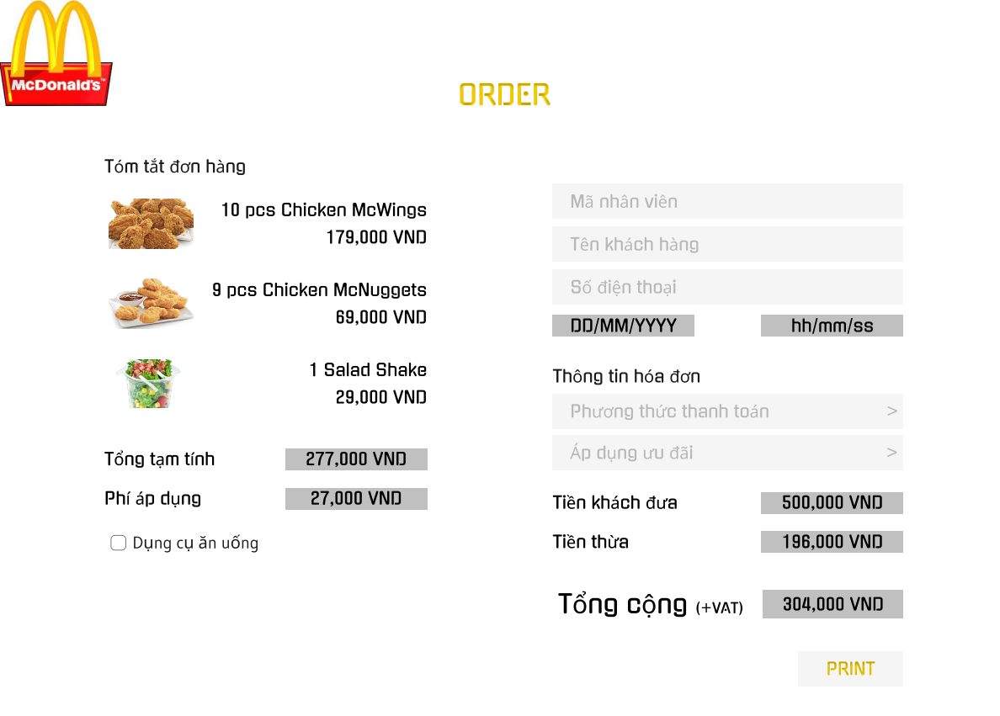 McDonald's™
ORDER
Tóm tắt đơn hàng
10 pcs Chicken McWings
179,000 VND
9 pcs Chicken McNuggets
69,000 VND
1 Salad Shake
29,000 VND
Tổng tạm tính 277,000 VND
Phí áp dụng 27,000 VND
Dụng cụ ăn uống
Mã nhân viên
Tên khách hàng
Số điện thoại
DD/MM/YYYY hh/mm/ss
Thông tin hóa đơn
Phương thức thanh toán >
Áp dụng ưu đãi >
Tiền khách đưa 500,000 VND
Tiền thừa 196,000 VND
Tổng cộng (+VAT) 304,000 VND
PRINT